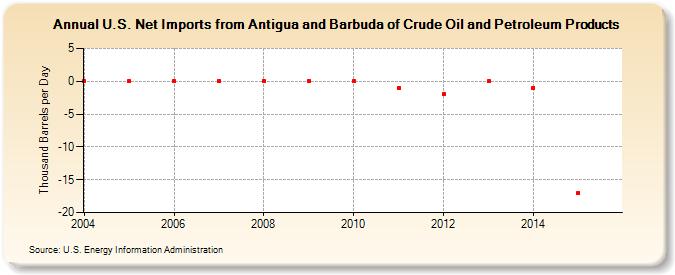 Annual U.S. Net Imports from Antigua and Barbuda of Crude Oil and Petroleum Products
Thousand Barrels per Day
5
0
-5
-10
-15
-20
2004 2006 2008 2010 2012 2014
Source: U.S. Energy Information Administration